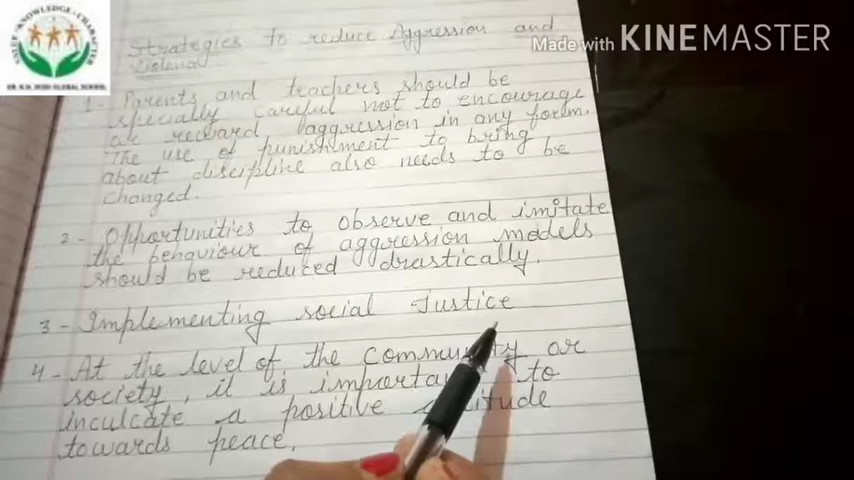 VALUE • KNOWLEDGE • CHARACTER
Made with KINEMASTER
Strategies to reduce Aggression and
Violence
1- Parents and teachers should be
specially careful not to encourage
or reward aggression in any form.
The use of punishment to bring
about discipline also needs to be
changed.
2- Opportunities to observe and imitate
the behaviour of aggression models
should be reduced drastically.
3- Implementing social Justice
4- At the level of the community or
society, it is important to
inculcate a positive attitude
towards peace.